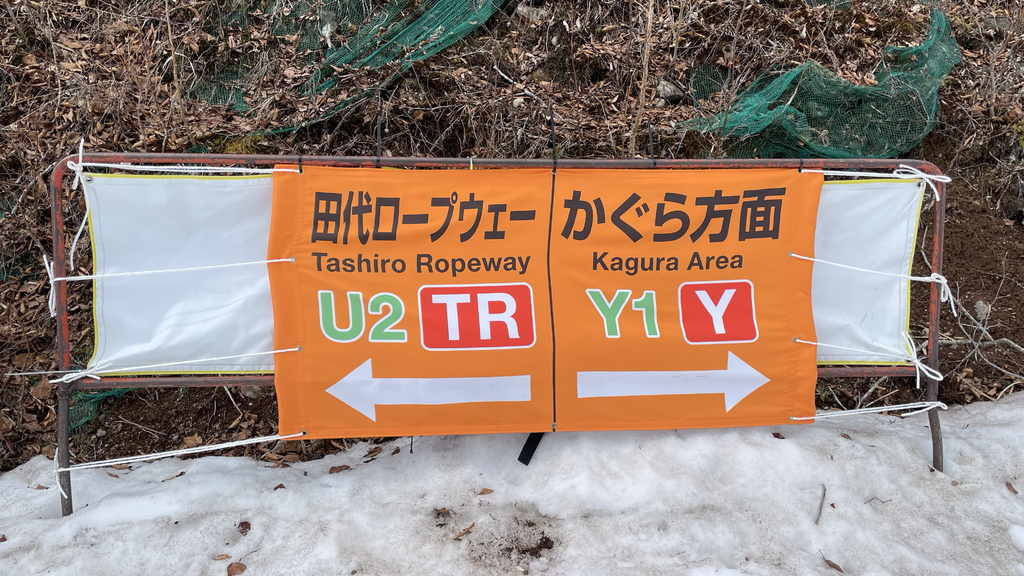 田代ロープウェー
Tashiro Ropeway
U2 TR
かぐら方面
Kagura Area
Y1 Y